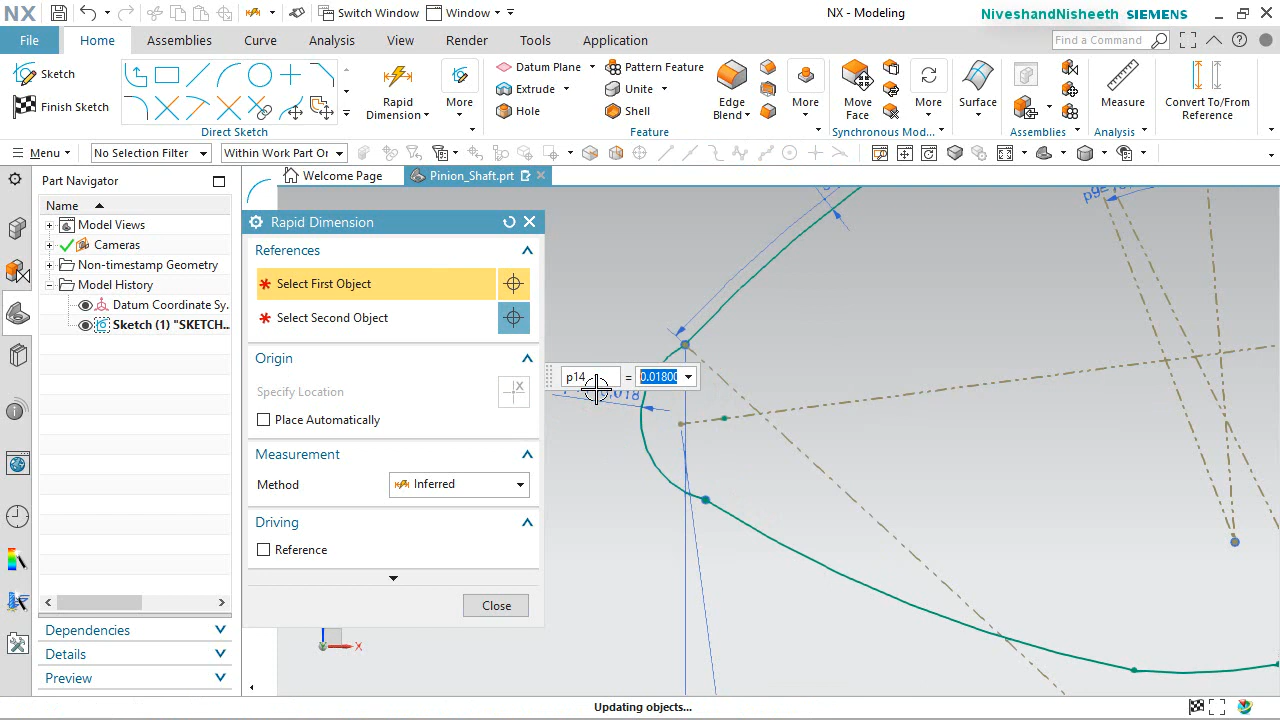 NX
Switch Window
Window
NX - Modeling
NiveshandNisheeth SIEMENS
File
Home
Assemblies
Curve
Analysis
View
Render
Tools
Application
Find a Command
Sketch
Finish Sketch
Direct Sketch
Rapid
Dimension
More
Datum Plane
Extrude
Hole
Pattern Feature
Unite
Shell
Edge
Blend
More
Feature
Move
Face
More
Synchronous Mod...
Surface
Assemblies
Measure
Analysis
Convert To/From
Reference
Menu
No Selection Filter
Within Work Part Or
Part Navigator
Welcome Page
Pinion_Shaft.prt
Name
Model Views
Cameras
Non-timestamp Geometry
Model History
Datum Coordinate Sy.
Sketch (1) "SKETCH...
Dependencies
Details
Preview
Rapid Dimension
References
* Select First Object
* Select Second Object
Origin
Specify Location
Place Automatically
Measurement
Method
Inferred
Driving
Reference
Close
p14
=
0.01800
X
Updating objects...